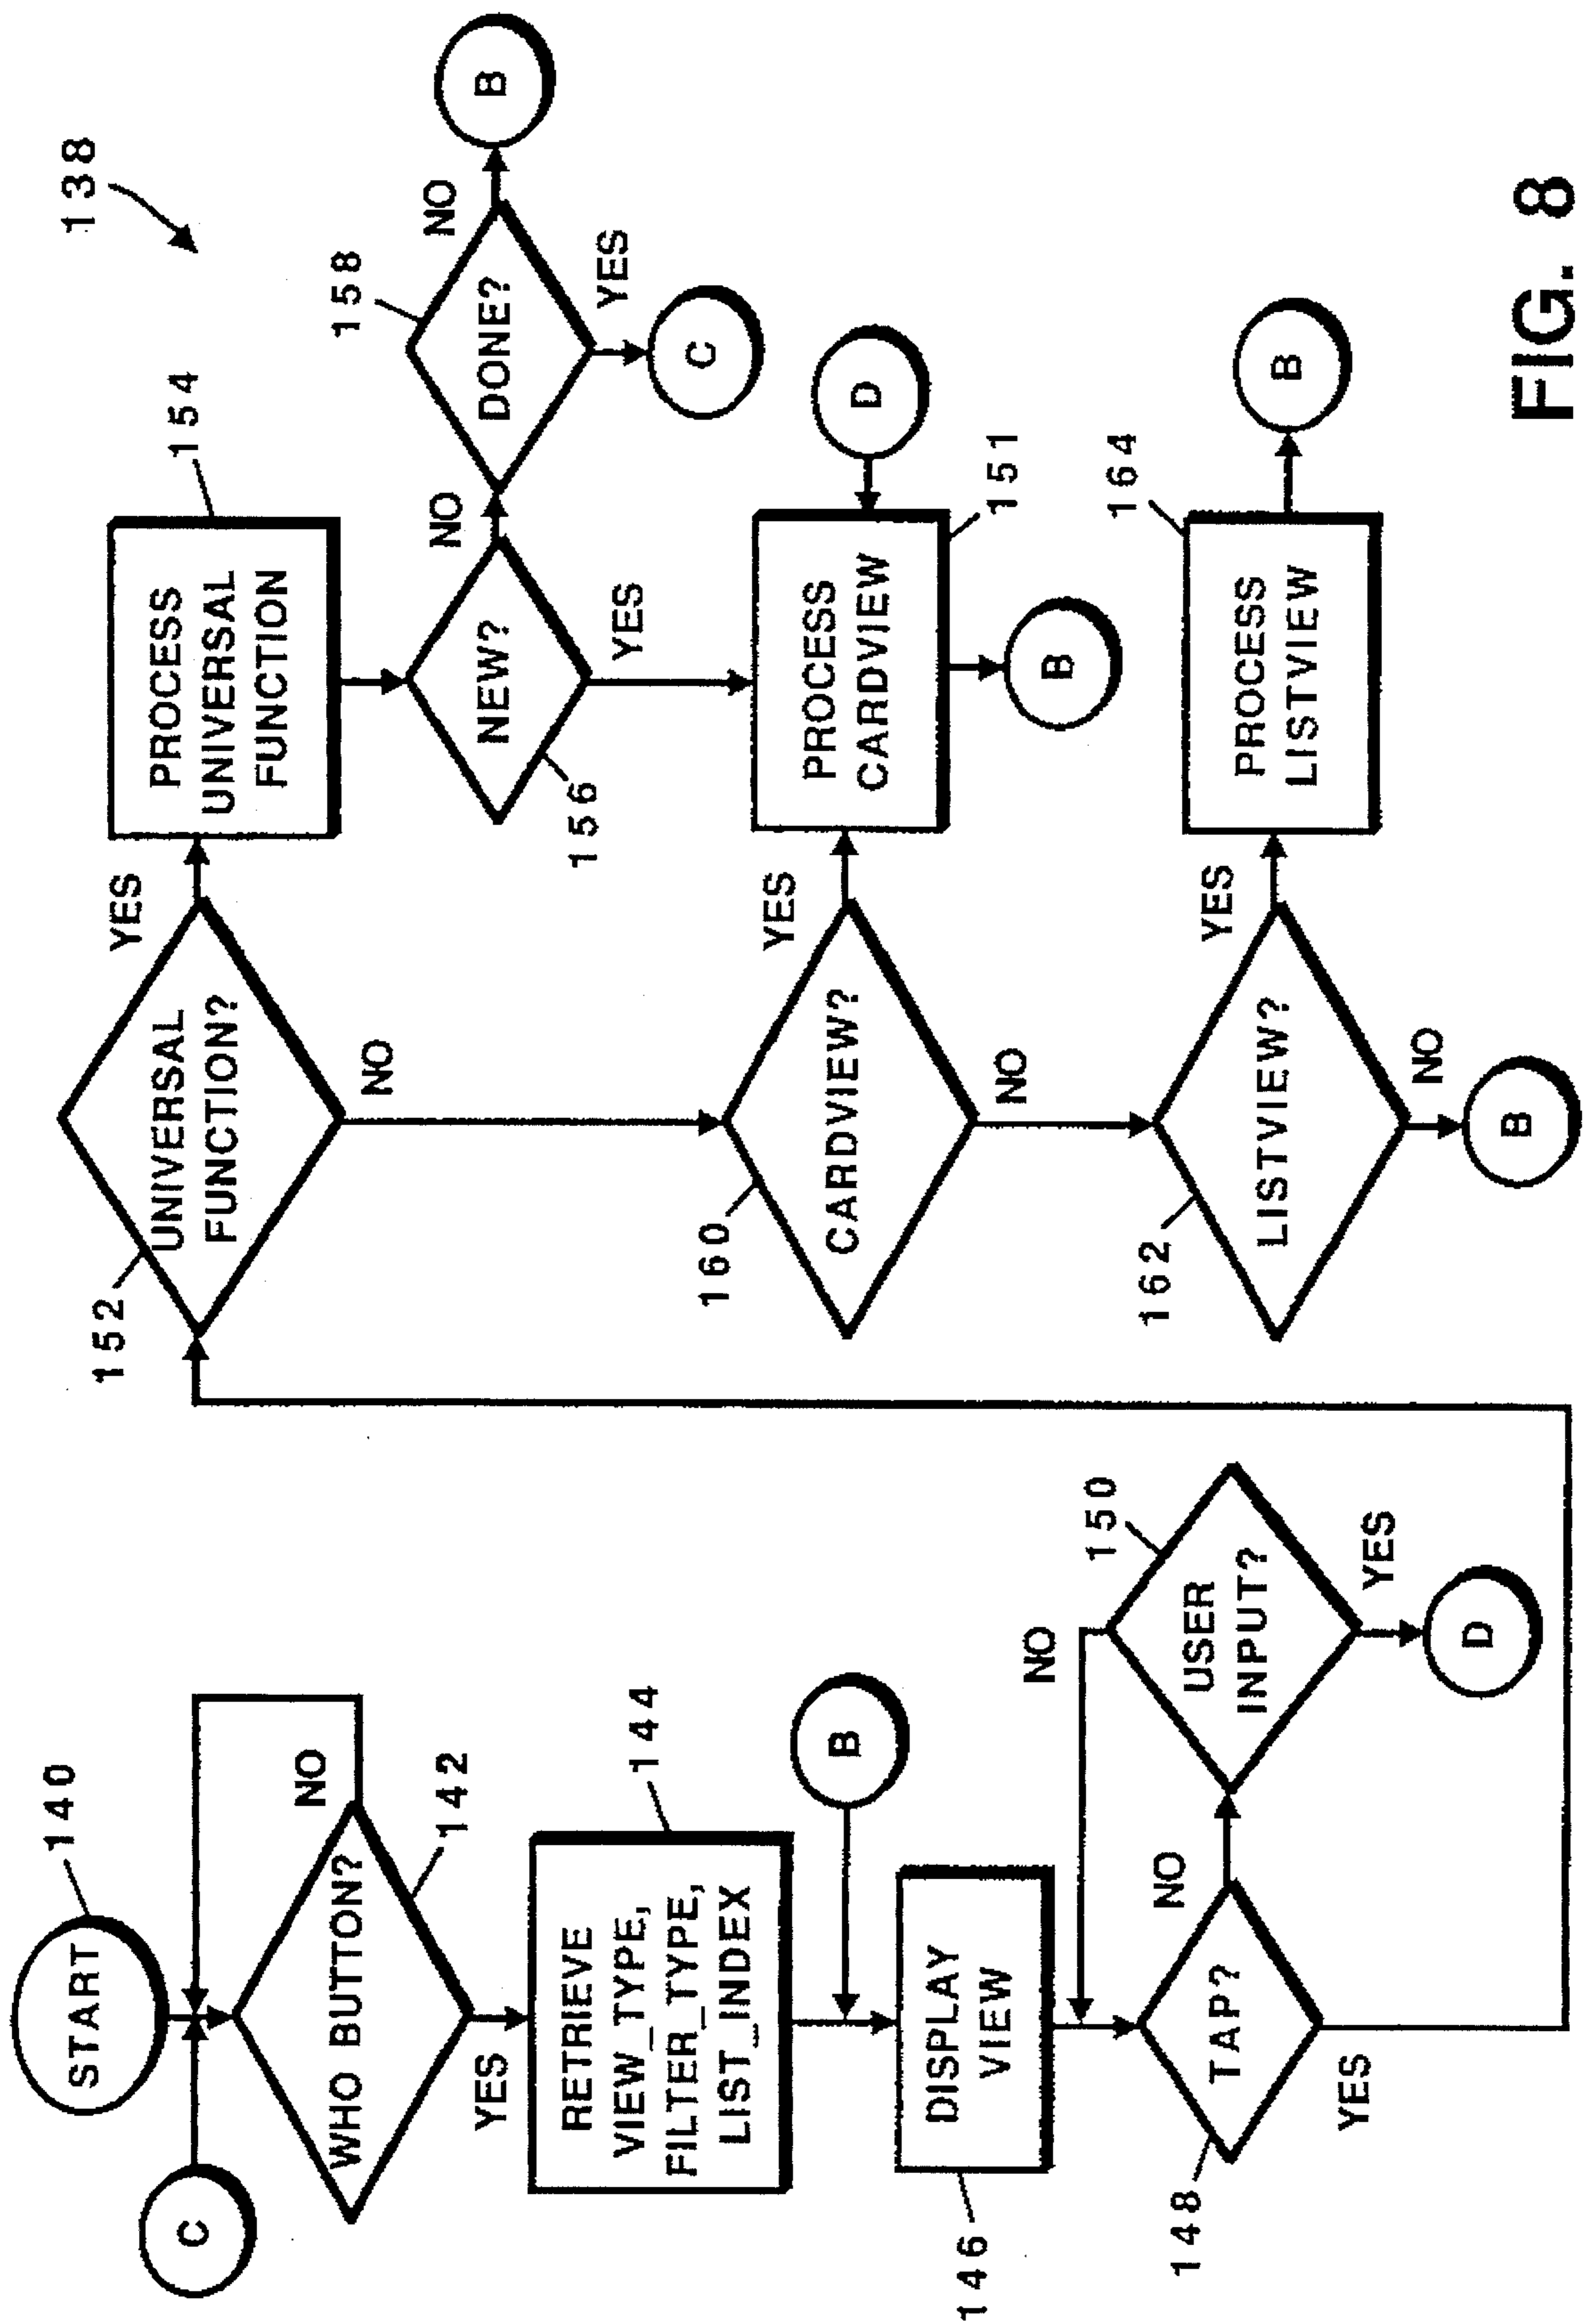 138
START
140
C
WHO BUTTON?
142
NO
YES
RETRIEVE
VIEW_TYPE,
FILTER_TYPE,
LIST_INDEX
144
B
DISPLAY
VIEW
146
TAP?
148
NO
YES
USER
INPUT?
150
NO
YES
D
UNIVERSAL
FUNCTION?
152
YES
NO
PROCESS
UNIVERSAL
FUNCTION
154
NEW?
156
NO
YES
DONE?
158
NO
B
YES
C
CARDVIEW?
160
YES
NO
PROCESS
CARDVIEW
151
D
B
LISTVIEW?
162
YES
NO
B
PROCESS
LISTVIEW
164
B
FIG. 8